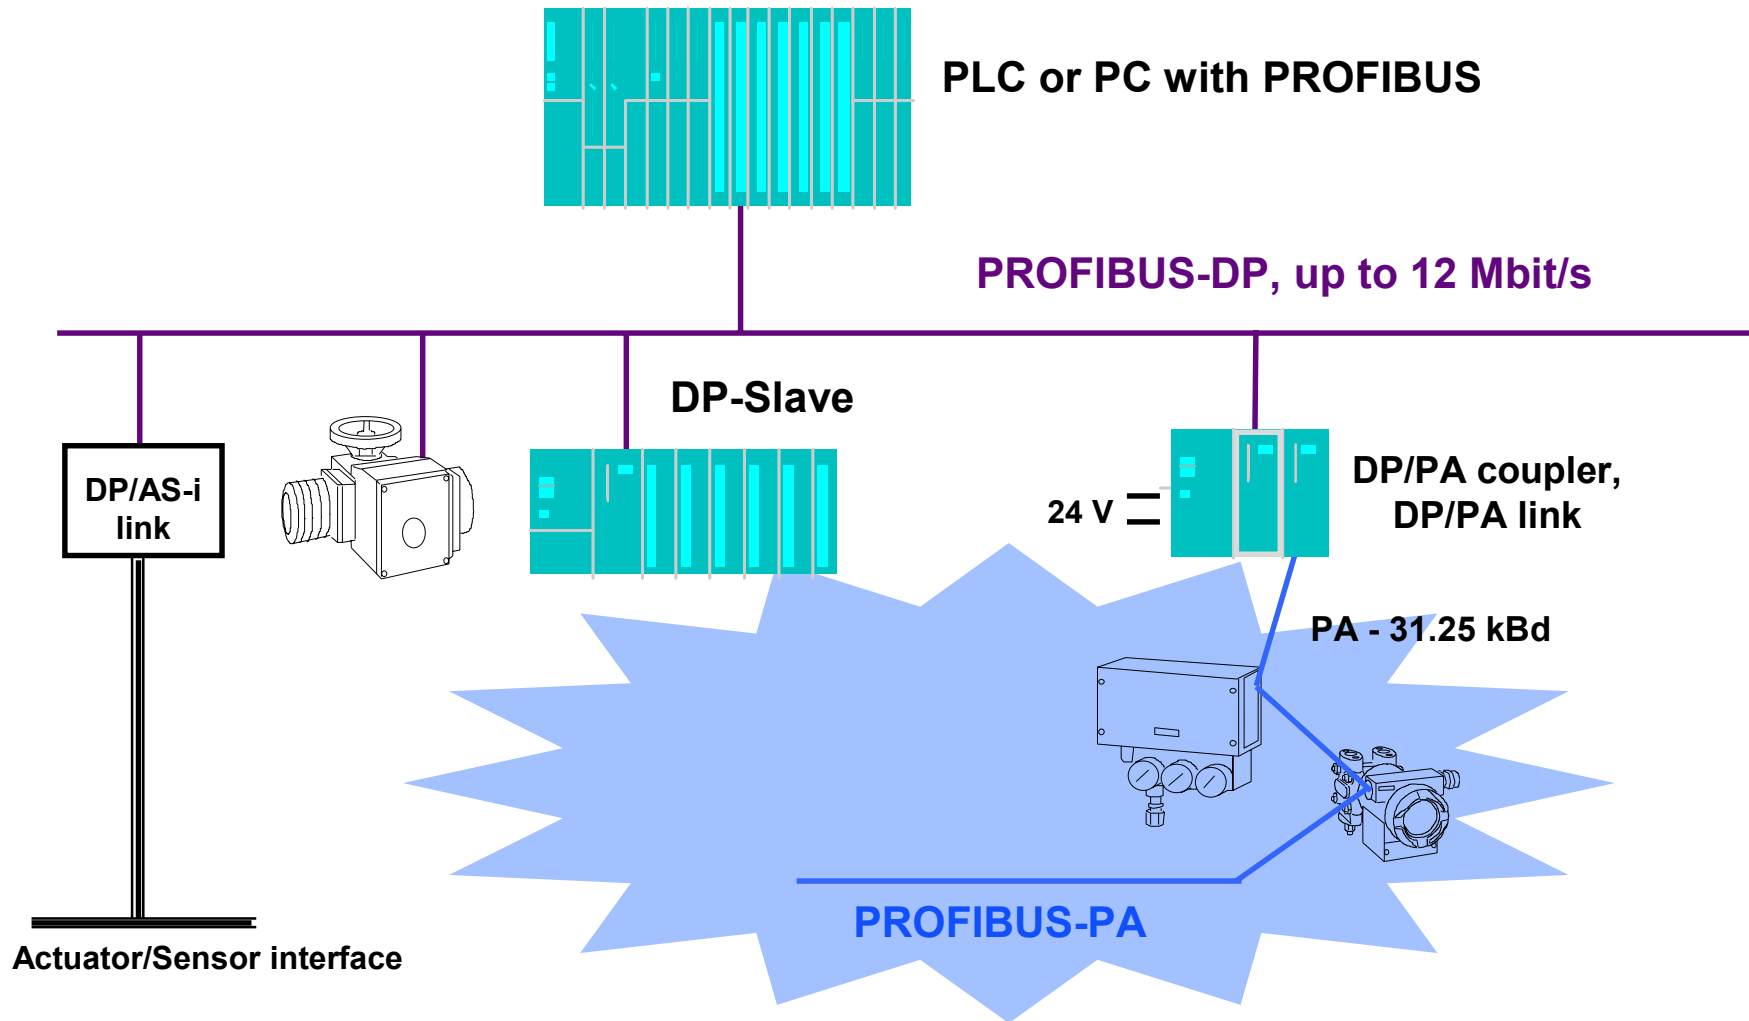 PLC or PC with PROFIBUS
PROFIBUS-DP, up to 12 Mbit/s
DP-Slave
DP/AS-i
link
24 V
DP/PA coupler,
DP/PA link
PA - 31.25 kBd
PROFIBUS-PA
Actuator/Sensor interface